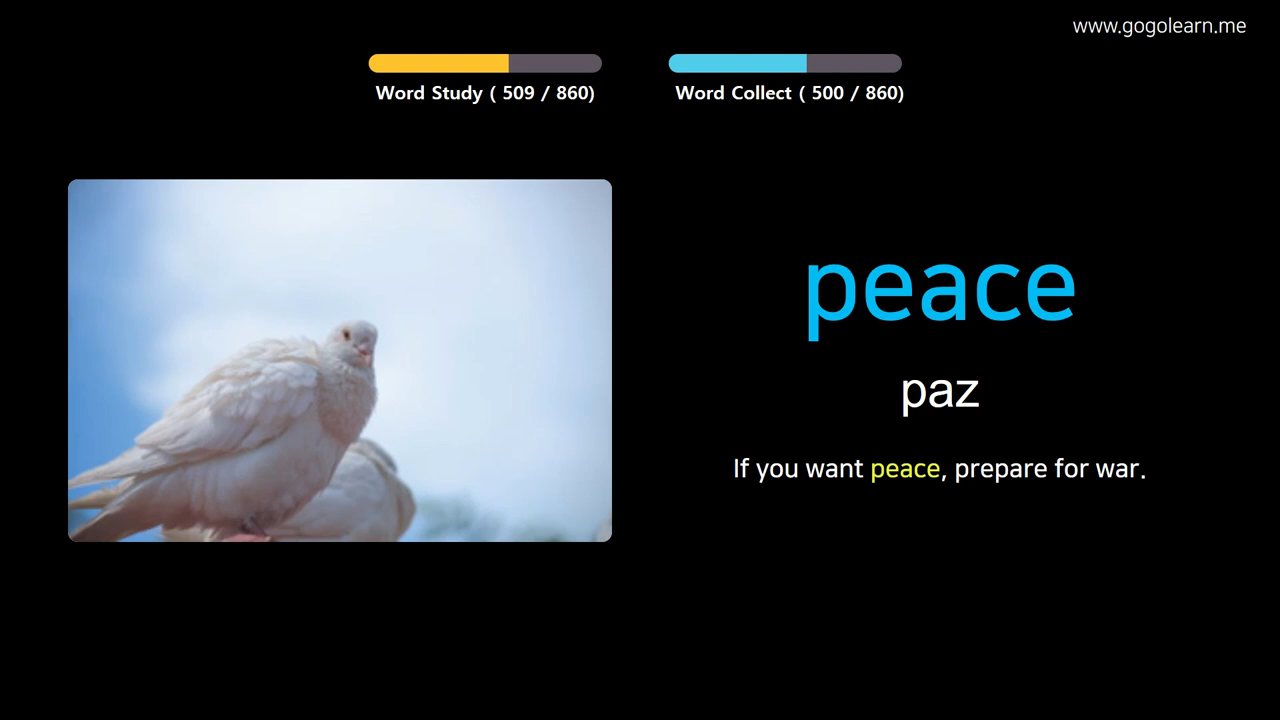 www.gogolearn.me
Word Study ( 509 / 860)
Word Collect ( 500 / 860)
peace
paz
If you want peace, prepare for war.